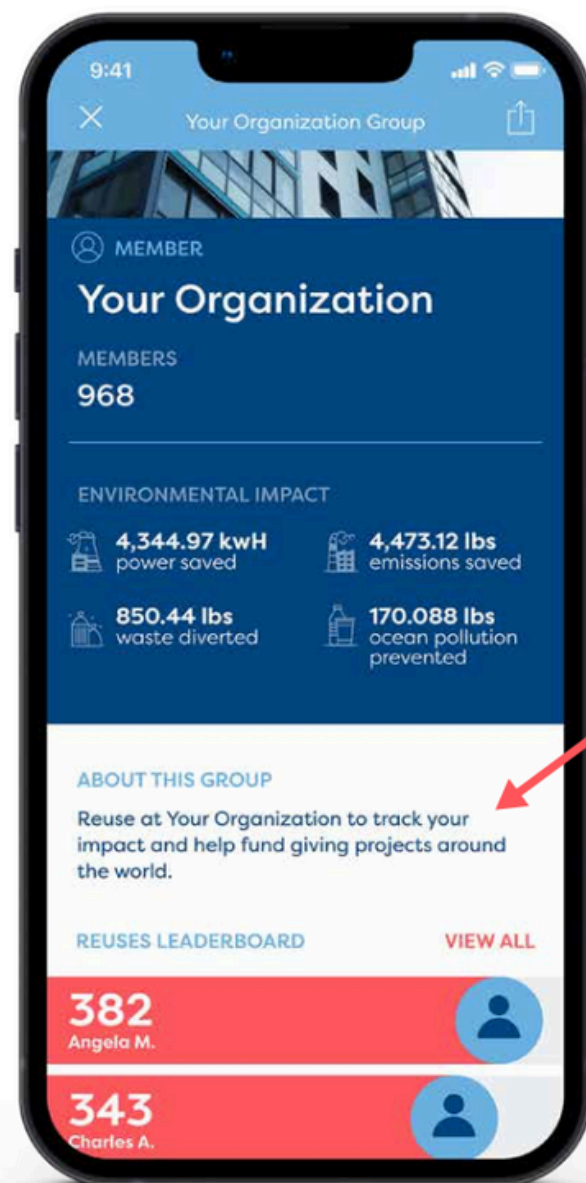 9:41
Your Organization Group
MEMBER
Your Organization
MEMBERS
968
ENVIRONMENTAL IMPACT
4,344.97 kwH
power saved
4,473.12 lbs
emissions saved
850.44 lbs
waste diverted
170.088 lbs
ocean pollution
prevented
ABOUT THIS GROUP
Reuse at Your Organization to track your
impact and help fund giving projects around
the world.
REUSES LEADERBOARD
VIEW ALL
382
Angela M.
343
Charles A.